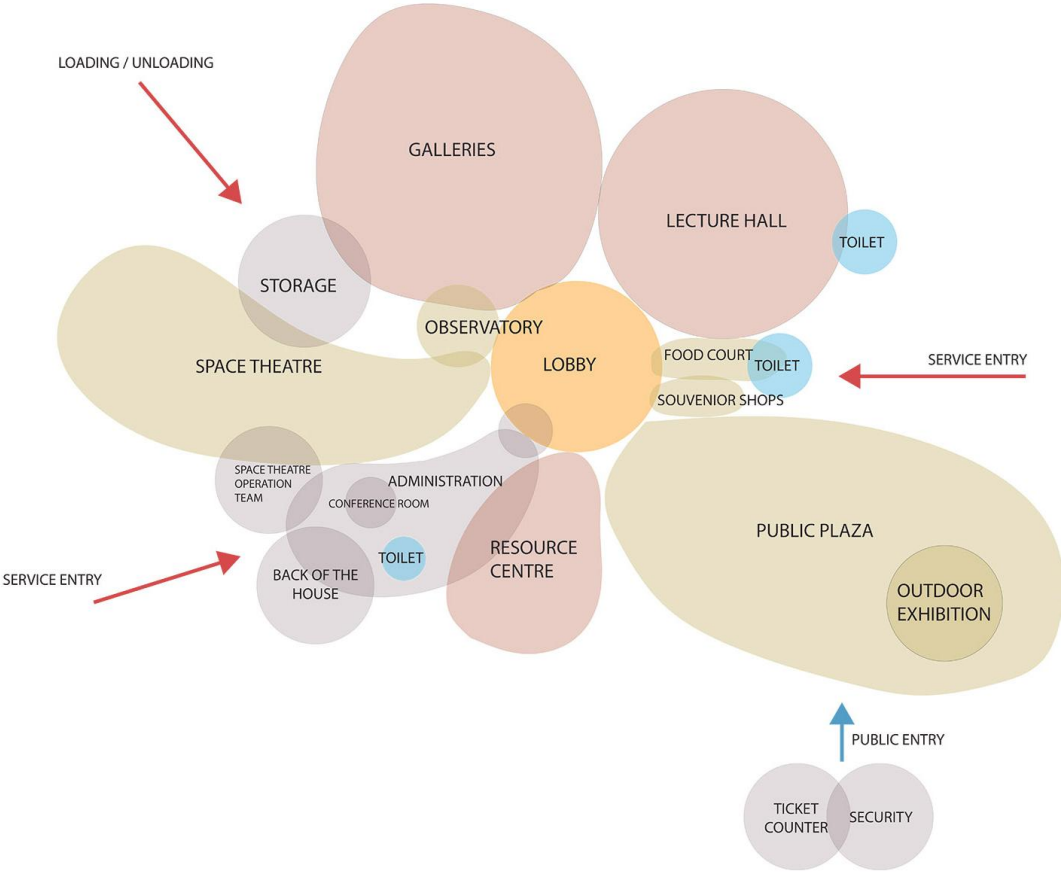 LOADING / UNLOADING
GALLERIES
LECTURE HALL
TOILET
STORAGE
OBSERVATORY
SPACE THEATRE
LOBBY
FOOD COURT
TOILET
SERVICE ENTRY
SOUVENIOR SHOPS
SPACE THEATRE
OPERATION
TEAM
ADMINISTRATION
CONFERENCE ROOM
PUBLIC PLAZA
RESOURCE
CENTRE
TOILET
SERVICE ENTRY
BACK OF THE
HOUSE
OUTDOOR
EXHIBITION
PUBLIC ENTRY
TICKET
COUNTER
SECURITY